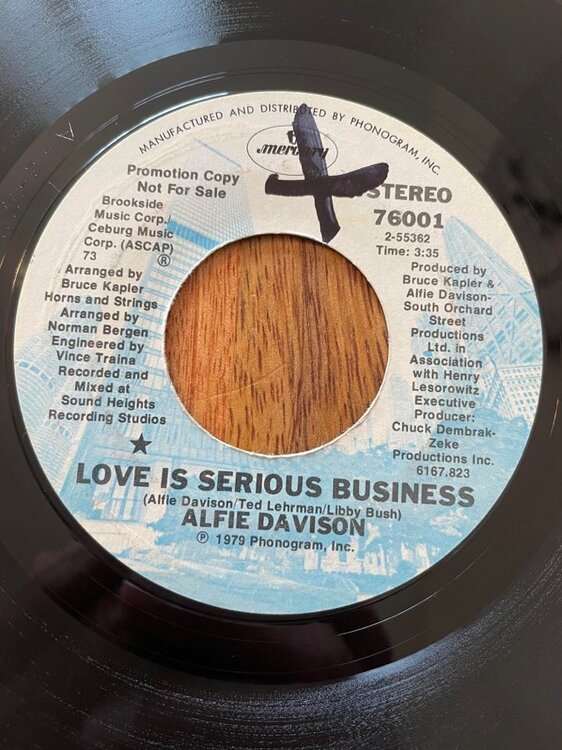 MANUFACTURED AND DISTRIBUTED BY PHONOGRAM, INC.
mercury
Promotion Copy
Not For Sale
Brookside
Music Corp./
Ceburg Music
Corp. (ASCAP)
73
Ⓡ
Arranged by
Bruce Kapler
Horns and Strings
Arranged by
Norman Bergen
Engineered by
Vince Traina
Recorded and
Mixed at
Sound Heights
Recording Studios
STEREO
76001
2-55362
Time: 3:35
Produced by
Bruce Kapler &
Alfie Davison-
South Orchard
Street
Productions
Ltd. in
Association
with Henry
Lesorowitz
Executive
Producer:
Chuck Dembrak-
Zeke
Productions Inc.
6167.823
LOVE IS SERIOUS BUSINESS
(Alfie Davison/Ted Lehrman/Libby Bush)
ALFIE DAVISON
℗ 1979 Phonogram, Inc.